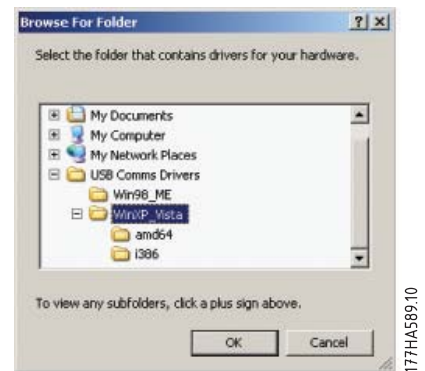 Browse For Folder
Select the folder that contains drivers for your hardware.
My Documents
My Computer
My Network Places
USB Comms Drivers
Win98_ME
WinXP_Vista
amd64
i386
To view any subfolders, click a plus sign above.
OK Cancel
177HA589.10